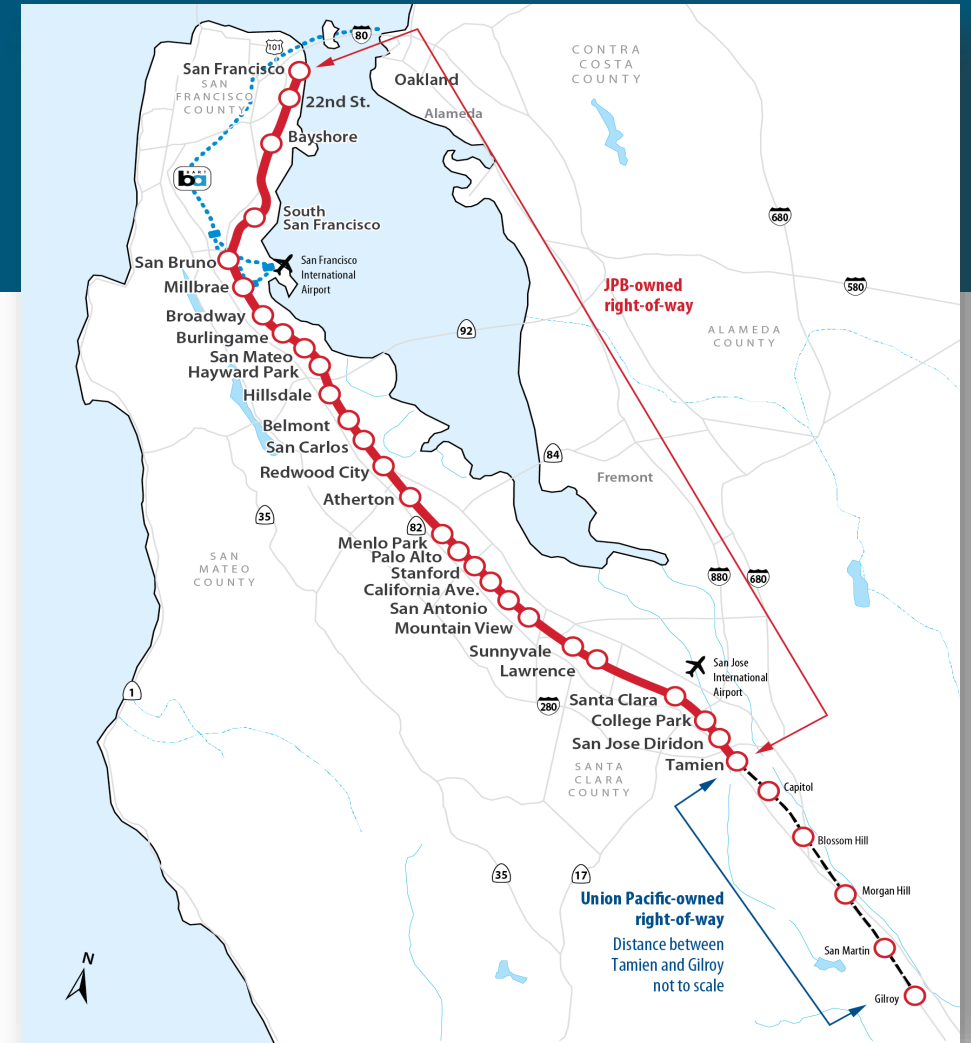 101
80
CONTRA
COSTA
COUNTY
San Francisco
SAN
FRANCISCO
COUNTY
Oakland
22nd St.
Alameda
Bayshore
BART
ba
680
South
San Francisco
San Bruno
San Francisco
International
Airport
Millbrae
JPB-owned
right-of-way
580
Broadway
92
ALAMEDA
COUNTY
Burlingame
San Mateo
Hayward Park
Hillsdale
Belmont
San Carlos
84
Redwood City
Fremont
Atherton
35
82
Menlo Park
Palo Alto
SAN
MATEO
COUNTY
Stanford
880
680
California Ave.
San Antonio
Mountain View
Sunnyvale
Lawrence
San Jose
International
Airport
1
280
Santa Clara
College Park
San Jose Diridon
Tamien
SANTA
CLARA
COUNTY
Capitol
Blossom Hill
35
17
Morgan Hill
Union Pacific-owned
right-of-way
Distance between
Tamien and Gilroy
not to scale
San Martin
N
Gilroy